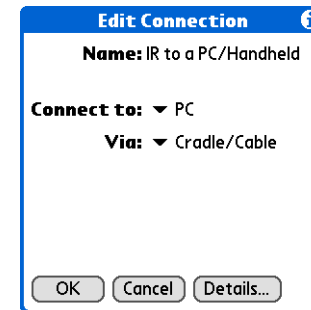 Edit Connection i
Name: IR to a PC/Handheld
Connect to: PC
Via: Cradle/Cable
OK Cancel Details...